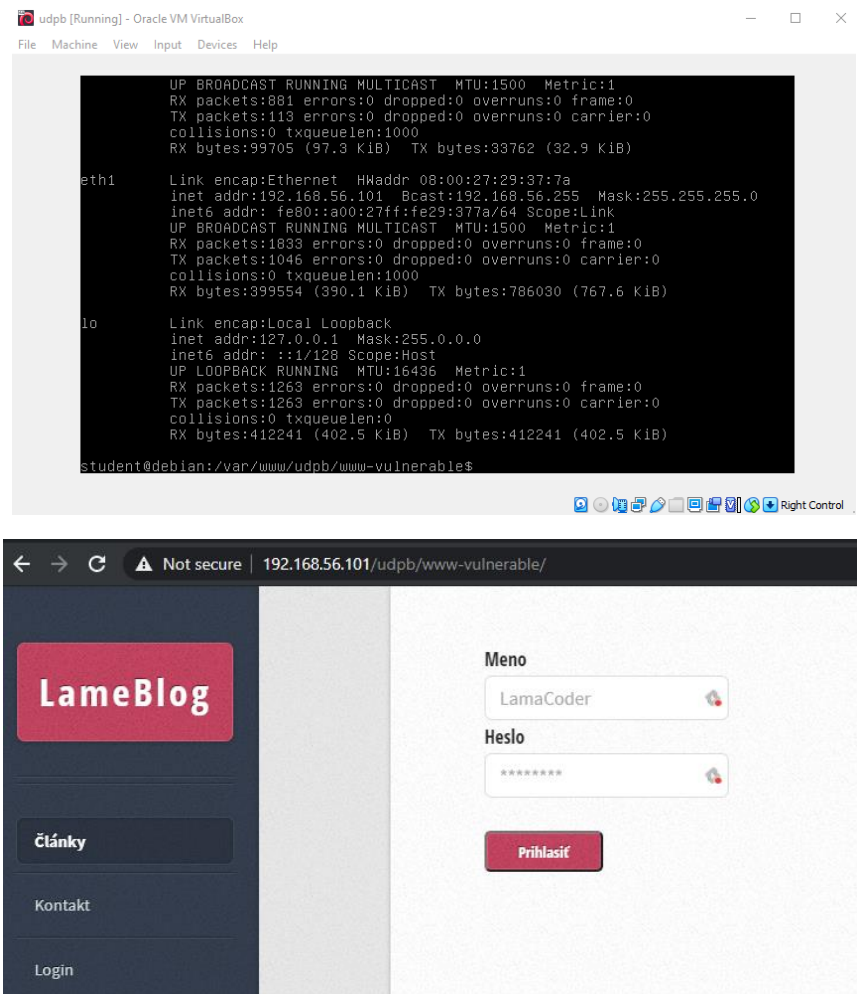 udpb [Running] - Oracle VM VirtualBox
File Machine View Input Devices Help
UP BROADCAST RUNNING MULTICAST MTU:1500 Metric:1
RX packets:881 errors:0 dropped:0 overruns:0 frame:0
TX packets:113 errors:0 dropped:0 overruns:0 carrier:0
collisions:0 txqueuelen:1000
RX bytes:99705 (97.3 KiB) TX bytes:33762 (32.9 KiB)
eth1 Link encap:Ethernet HWaddr 08:00:27:29:37:7a
inet addr:192.168.56.101 Bcast:192.168.56.255 Mask:255.255.255.0
inet6 addr: fe80::a00:27ff:fe29:377a/64 Scope:Link
UP BROADCAST RUNNING MULTICAST MTU:1500 Metric:1
RX packets:1833 errors:0 dropped:0 overruns:0 frame:0
TX packets:1046 errors:0 dropped:0 overruns:0 carrier:0
collisions:0 txqueuelen:1000
RX bytes:399554 (390.1 KiB) TX bytes:786030 (767.6 KiB)
lo Link encap:Local Loopback
inet addr:127.0.0.1 Mask:255.0.0.0
inet6 addr: ::1/128 Scope:Host
UP LOOPBACK RUNNING MTU:16436 Metric:1
RX packets:1263 errors:0 dropped:0 overruns:0 frame:0
TX packets:1263 errors:0 dropped:0 overruns:0 carrier:0
collisions:0 txqueuelen:0
RX bytes:412241 (402.5 KiB) TX bytes:412241 (402.5 KiB)
student@debian:/var/www/udpb/www-vulnerable$
Right Control
Not secure | 192.168.56.101/udpb/www-vulnerable/
LameBlog
Články
Kontakt
Login
Meno
LamaCoder
Heslo
********
Prihlasiť